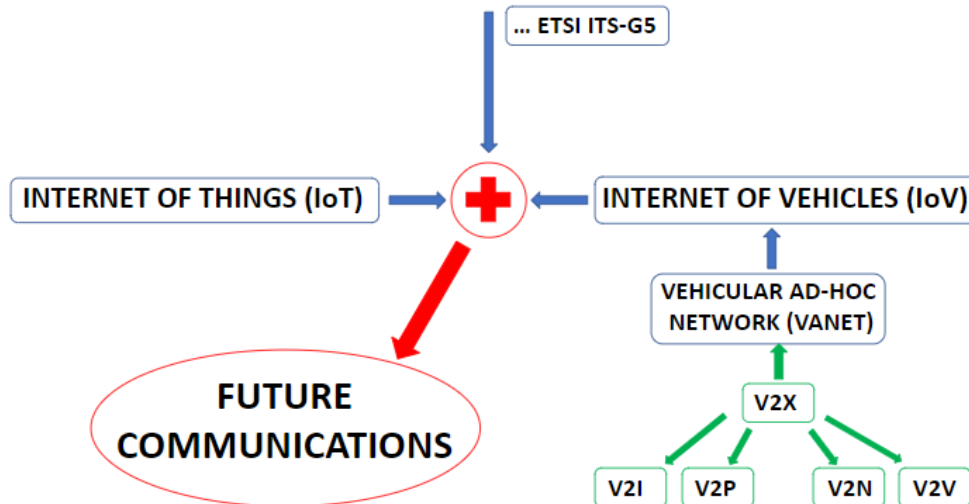 ... ETSI ITS-G5
INTERNET OF THINGS (IoT)
INTERNET OF VEHICLES (IoV)
VEHICULAR AD-HOC
NETWORK (VANET)
V2X
FUTURE
COMMUNICATIONS
V2I
V2P
V2N
V2V